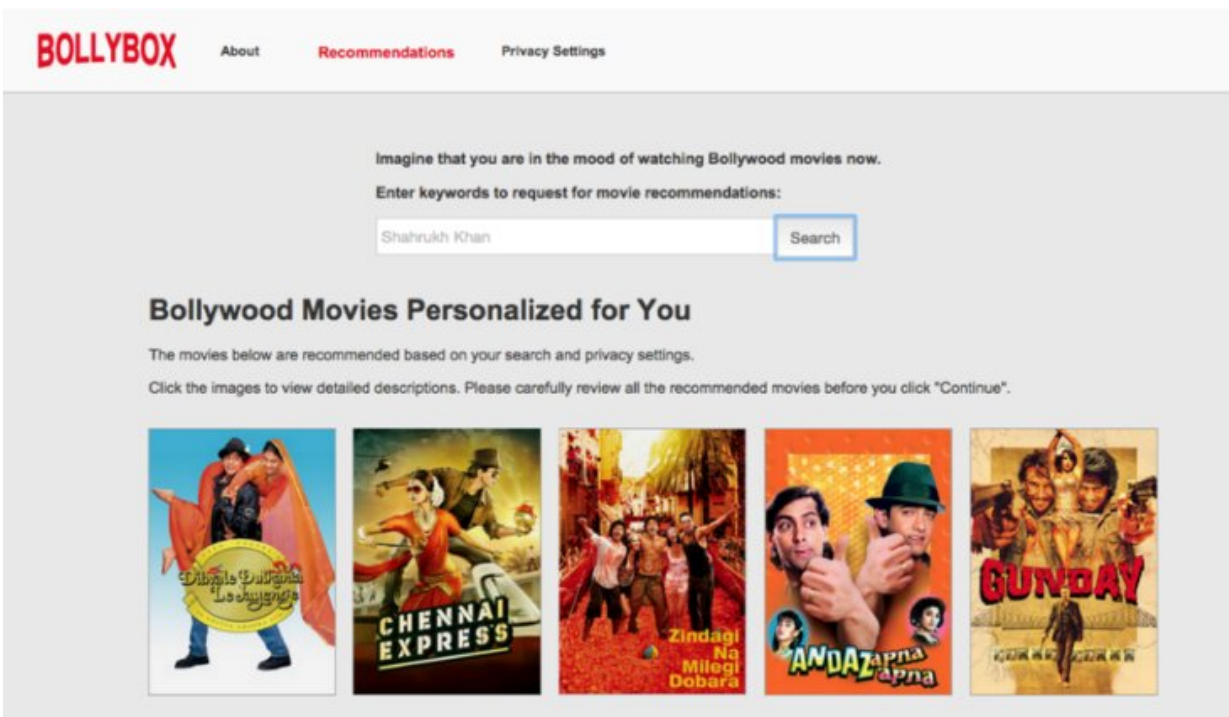 BOLLYBOX About Recommendations Privacy Settings
Imagine that you are in the mood of watching Bollywood movies now.
Enter keywords to request for movie recommendations:
Shahrukh Khan Search
Bollywood Movies Personalized for You
The movies below are recommended based on your search and privacy settings.
Click the images to view detailed descriptions. Please carefully review all the recommended movies before you click "Continue".
Dilwale Dulhania
Le Jayenge
CHENNAI
EXPRESS
Zindagi
Na
Milegi
Dobara
ANDAZ apna
apna
GUNDAY